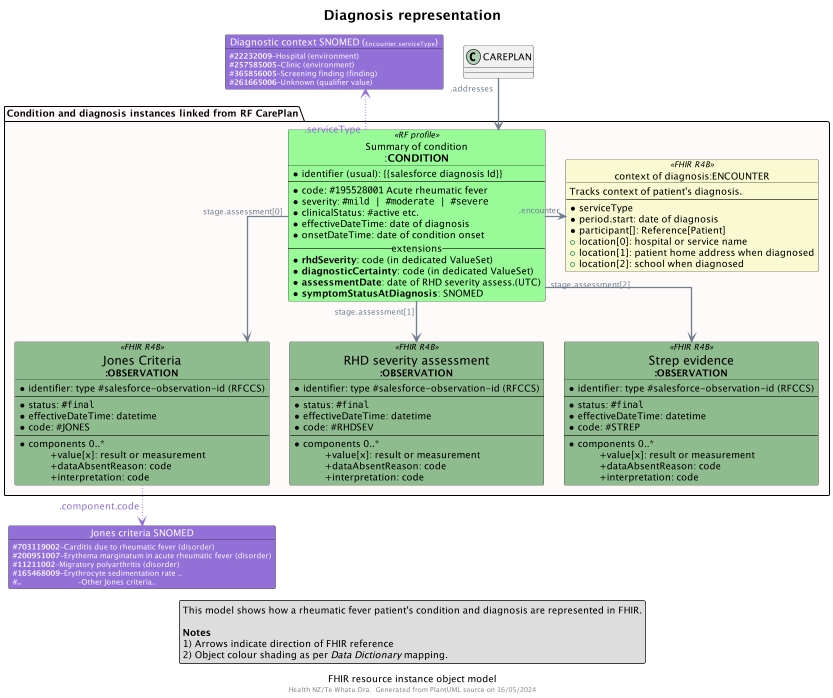 Diagnosis representation
Diagnostic context SNOMED (Encounter.serviceType)
#22232009-Hospital (environment)
#257585005-Clinic (environment)
#365856005-Screening finding (finding)
#261665006-Unknown (qualifier value)
C CAREPLAN
.addresses
Condition and diagnosis instances linked from RF CarePlan
.serviceType
«RF profile»
Summary of condition
:CONDITION
identifier (usual): {{salesforce diagnosis Id}}
code: #195528001 Acute rheumatic fever
severity: #mild | #moderate | #severe
clinicalStatus: #active etc.
effectiveDateTime: date of diagnosis
onsetDateTime: date of condition onset
extensions
rhdSeverity: code (in dedicated ValueSet)
diagnosticCertainty: code (in dedicated ValueSet)
assessmentDate: date of RHD severity assess.(UTC)
symptomStatusAtDiagnosis: SNOMED
.encounter
«FHIR R4B»
context of diagnosis:ENCOUNTER
Tracks context of patient's diagnosis.
serviceType
period.start: date of diagnosis
participant[]: Reference[Patient]
location[0]: hospital or service name
location[1]: patient home address when diagnosed
location[2]: school when diagnosed
stage.assessment[0]
stage.assessment[1]
stage.assessment[2]
«FHIR R4B»
Jones Criteria
:OBSERVATION
identifier: type #salesforce-observation-id (RFCCS)
status: #final
effectiveDateTime: datetime
code: #JONES
components 0..*
+value[x]: result or measurement
+dataAbsentReason: code
+interpretation: code
«FHIR R4B»
RHD severity assessment
:OBSERVATION
identifier: type #salesforce-observation-id (RFCCS)
status: #final
effectiveDateTime: datetime
code: #RHDSEV
components 0..*
+value[x]: result or measurement
+dataAbsentReason: code
+interpretation: code
«FHIR R4B»
Strep evidence
:OBSERVATION
identifier: type #salesforce-observation-id (RFCCS)
status: #final
effectiveDateTime: datetime
code: #STREP
components 0..*
+value[x]: result or measurement
+dataAbsentReason: code
+interpretation: code
.component.code
Jones criteria SNOMED
#703119002-Carditis due to rheumatic fever (disorder)
#200951007-Erythema marginatum in acute rheumatic fever (disorder)
#11211002-Migratory polyarthritis (disorder)
#165468009-Erythrocyte sedimentation rate ..
#.. -Other Jones criteria..
This model shows how a rheumatic fever patient's condition and diagnosis are represented in FHIR.
Notes
1) Arrows indicate direction of FHIR reference
2) Object colour shading as per Data Dictionary mapping.
FHIR resource instance object model
Health NZ/Te Whatu Ora. Generated from PlantUML source on 16/05/2024